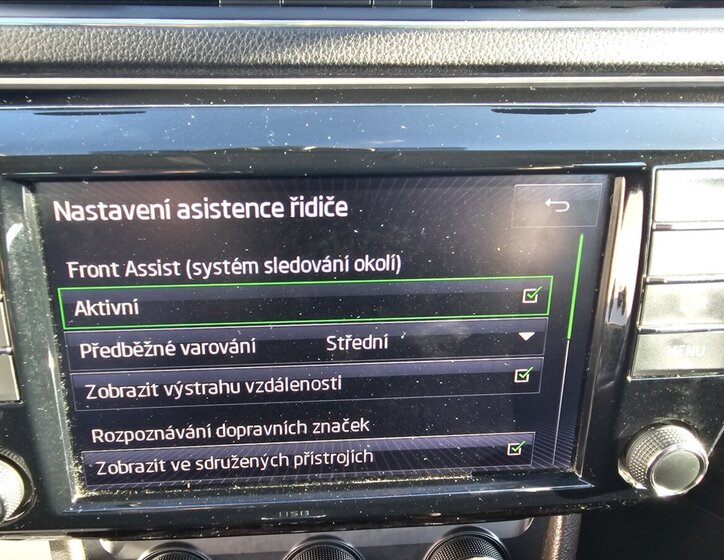 Nastavení asistence řidiče
Front Assist (systém sledování okolí)
Aktivní
Předběžné varování Střední
Zobrazit výstrahu vzdálenosti
Rozpoznávání dopravních značek
Zobrazit ve sdružených přístrojích
MENU